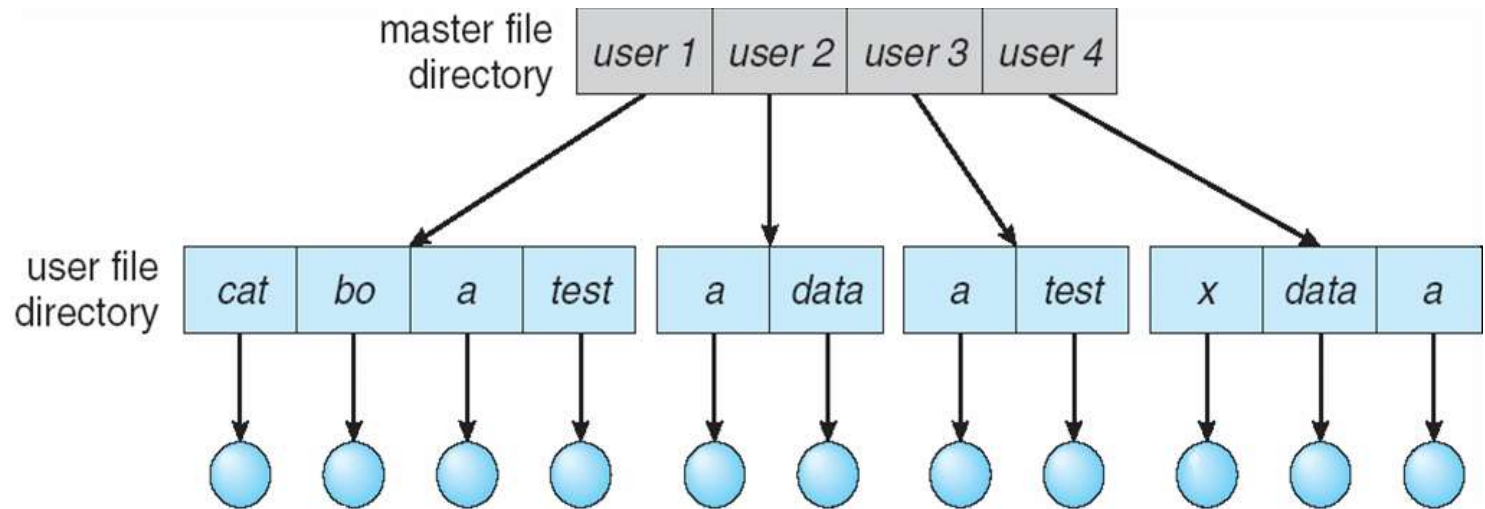 master file
directory
user 1 user 2 user 3 user 4
user file
directory
cat bo a test a data a test x data a